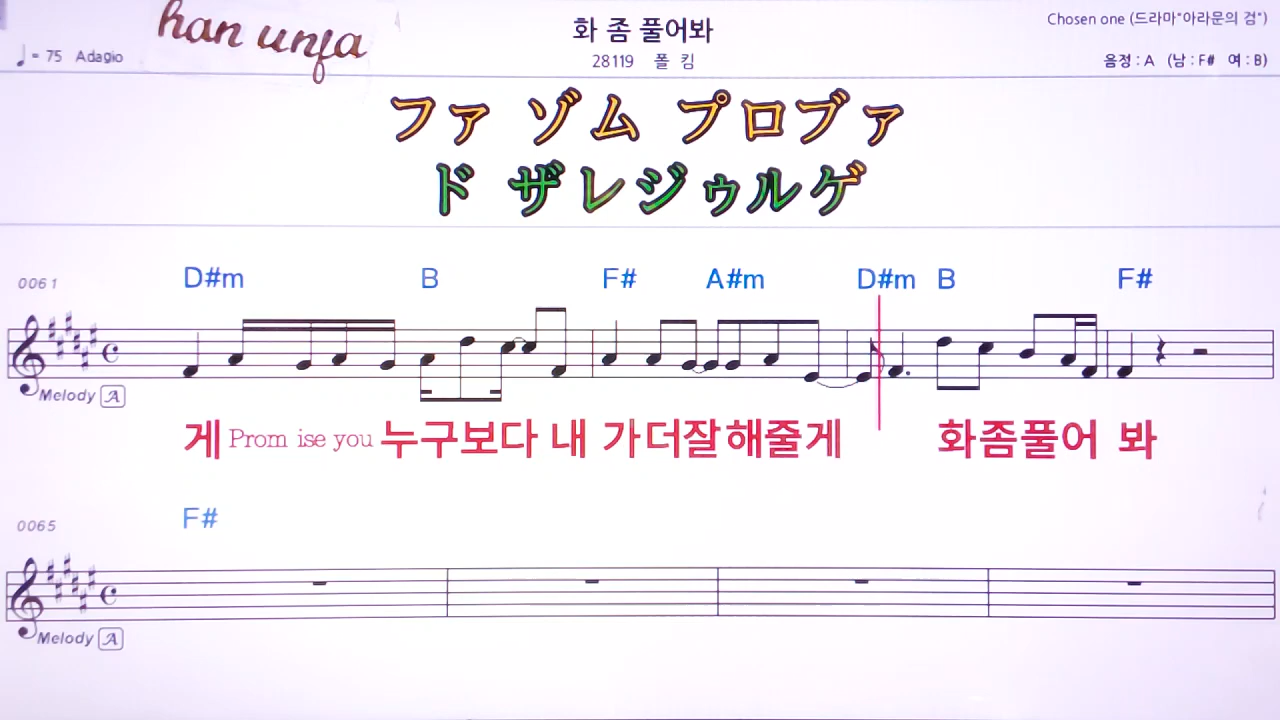 han unja
화 좀 풀어봐
Chosen one (드라마"아라문의 검")
♩= 75 Adagio
28119 폴 킴
음정 : A (남 : F# 여 : B)
ファ ゾム プロブァ
ド ザレジゥルゲ
0061
D#m B F# A#m D#m B F#
Melody A
게 Prom ise you 누구보다 내 가더잘해줄게 화좀풀어 봐
0065
F#
Melody A